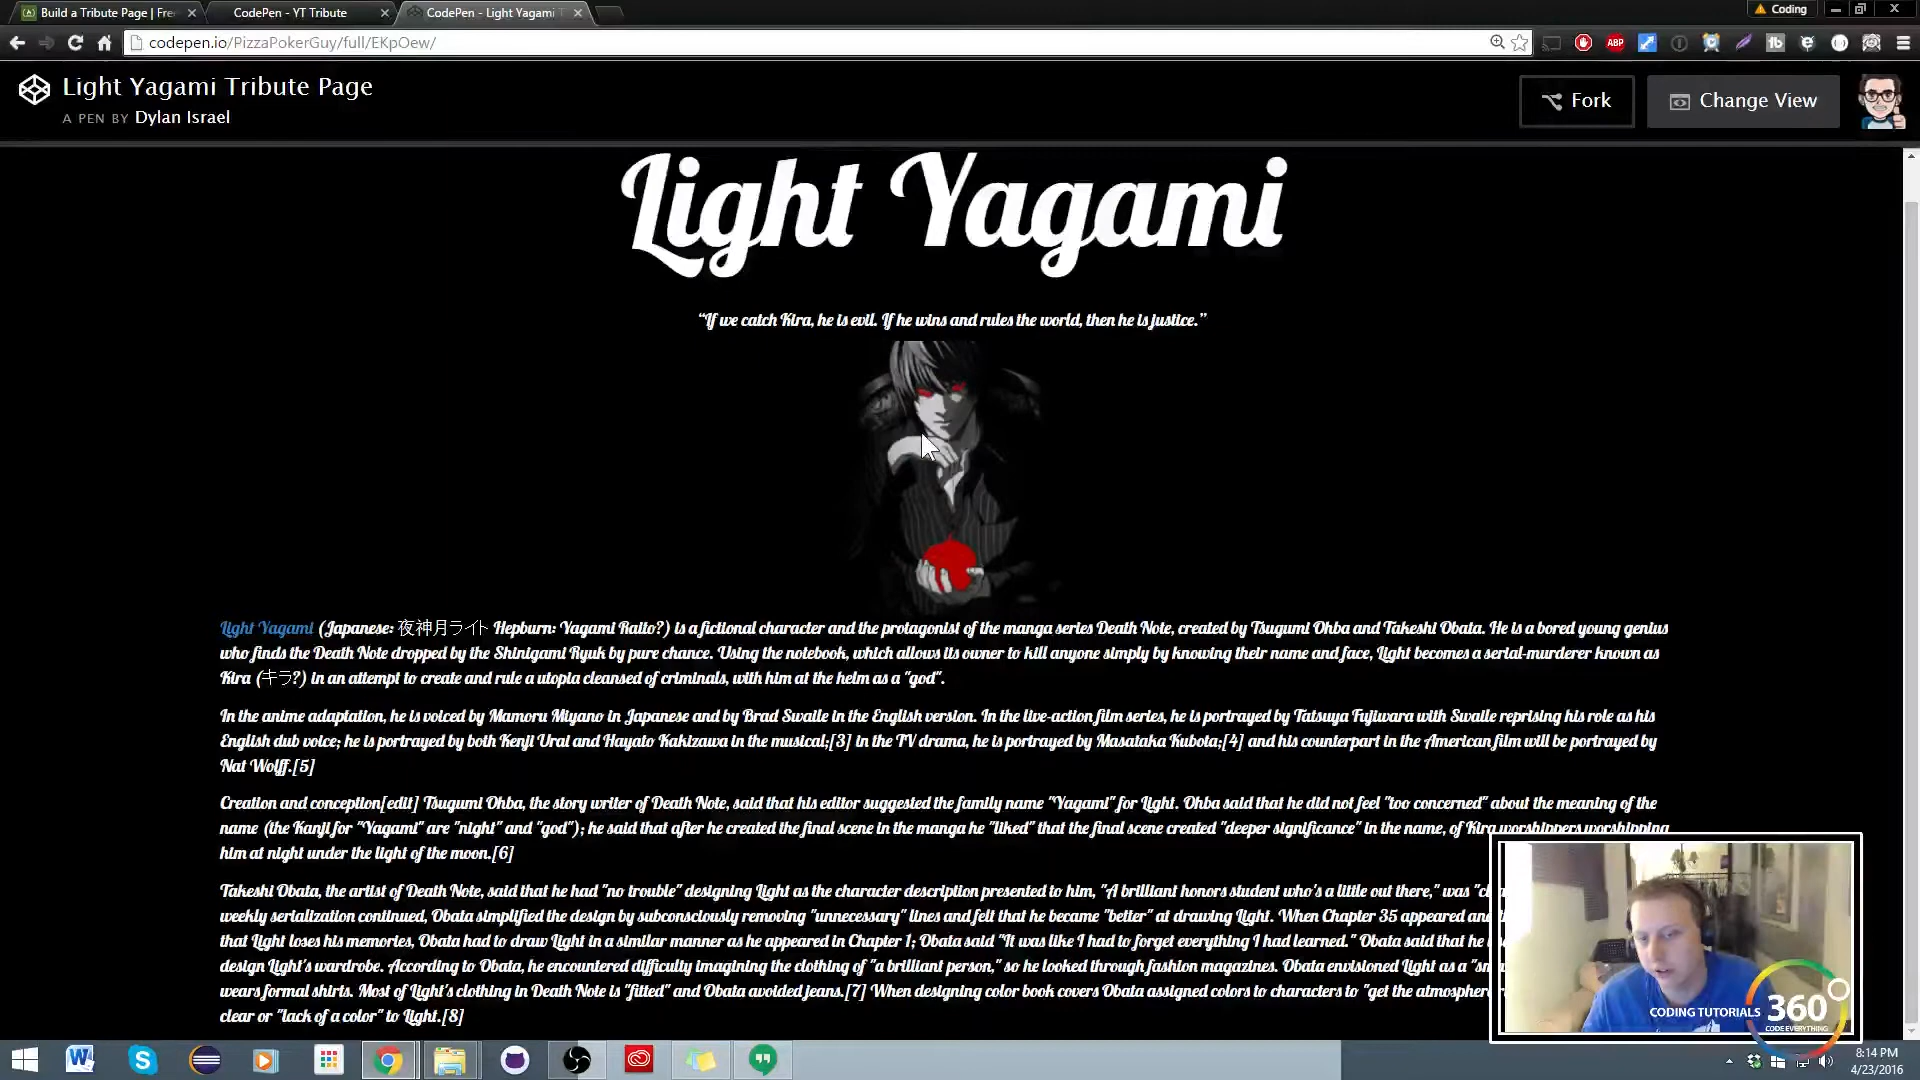 Build a Tribute Page | Fre
CodePen - YT Tribute
CodePen - Light Yagami T
Coding
codepen.io/PizzaPokerGuy/full/EKpOew/
ABP
Light Yagami Tribute Page
A PEN BY Dylan Israel
Fork
Change View
Light Yagami
“If we catch Kira, he is evil. If he wins and rules the world, then he is justice.”
Light Yagami (Japanese: 夜神月ライト Hepburn: Yagami Raito?) is a fictional character and the protagonist of the manga series Death Note, created by Tsugumi Ohba and Takeshi Obata. He is a bored young genius
who finds the Death Note dropped by the Shinigami Ryuk by pure chance. Using the notebook, which allows its owner to kill anyone simply by knowing their name and face, Light becomes a serial-murderer known as
Kira (キラ?) in an attempt to create and rule a utopia cleansed of criminals, with him at the helm as a "god".
In the anime adaptation, he is voiced by Mamoru Miyano in Japanese and by Brad Swaile in the English version. In the live-action film series, he is portrayed by Tatsuya Fujiwara with Swaile reprising his role as his
English dub voice; he is portrayed by both Kenji Urai and Hayato Kakizawa in the musical;[3] in the TV drama, he is portrayed by Masataka Kubota;[4] and his counterpart in the American film will be portrayed by
Nat Wolff.[5]
Creation and conception[edit] Tsugumi Ohba, the story writer of Death Note, said that his editor suggested the family name "Yagami" for Light. Ohba said that he did not feel "too concerned" about the meaning of the
name (the Kanji for "Yagami" are "night" and "god"); he said that after he created the final scene in the manga he "liked" that the final scene created "deeper significance" in the name, of Kira worshippers worshipping
him at night under the light of the moon.[6]
Takeshi Obata, the artist of Death Note, said that he had "no trouble" designing Light as the character description presented to him, "A brilliant honors student who's a little out there," was
weekly serialization continued, Obata simplified the design by subconsciously removing "unnecessary" lines and felt that he became "better" at drawing Light. When Chapter 35 appeared
that Light loses his memories, Obata had to draw Light in a similar manner as he appeared in Chapter 1; Obata said "It was like I had to forget everything I had learned." Obata said that he
design Light's wardrobe. According to Obata, he encountered difficulty imagining the clothing of "a brilliant person," so he looked through fashion magazines. Obata envisioned Light as a
wears formal shirts. Most of Light's clothing in Death Note is "fitted" and Obata avoided jeans.[7] When designing color book covers Obata assigned colors to characters to "get the atmosphere
clear or "lack of a color" to Light.[8]
CODING TUTORIALS 360
CODE EVERYTHING
8:14 PM
4/23/2016